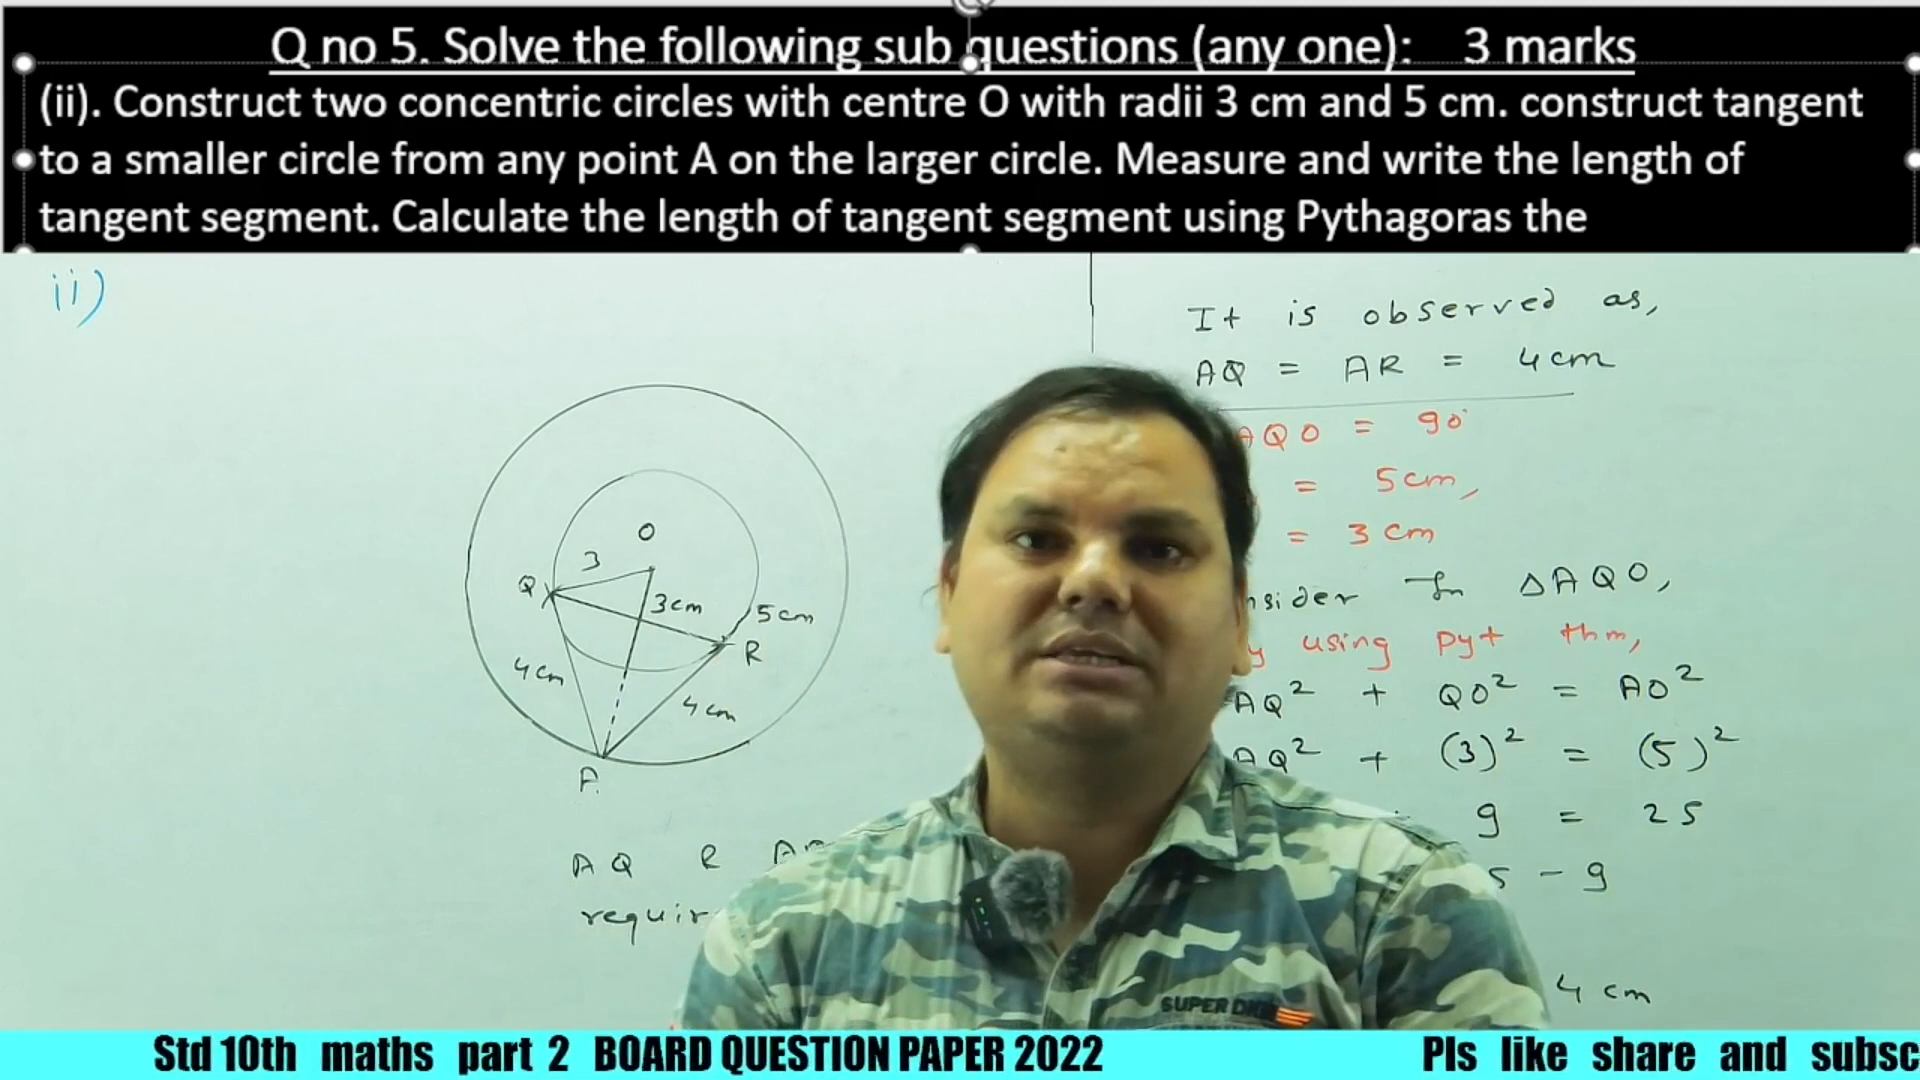 Q no 5. Solve the following sub questions (any one): 3 marks
(ii). Construct two concentric circles with centre O with radii 3 cm and 5 cm. construct tangent
to a smaller circle from any point A on the larger circle. Measure and write the length of
tangent segment. Calculate the length of tangent segment using Pythagoras the
ii)
It is observed as,
AQ = AR = 4cm
AQO = 90°
= 5cm,
= 3 cm
In △AQO,
using pyt thm,
AQ² + QO² = AO²
AQ² + (3)² = (5)²
9 = 25
- 9
4 cm
O
3
Q
3cm
5cm
R
4cm
4cm
A
AQ
SUPER
Std 10th maths part 2 BOARD QUESTION PAPER 2022
Pls like share and subsc